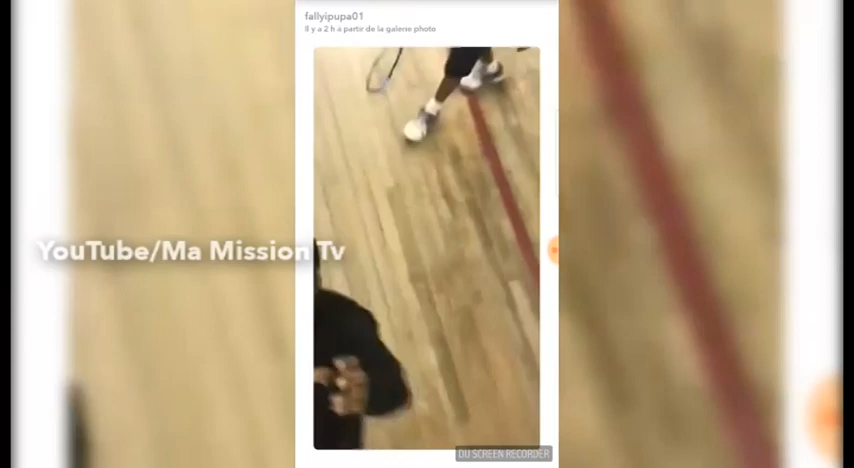 fallyipupa01
Il y a 2 h à partir de la galerie photo
YouTube/Ma Mission Tv
DU SCREEN RECORDER